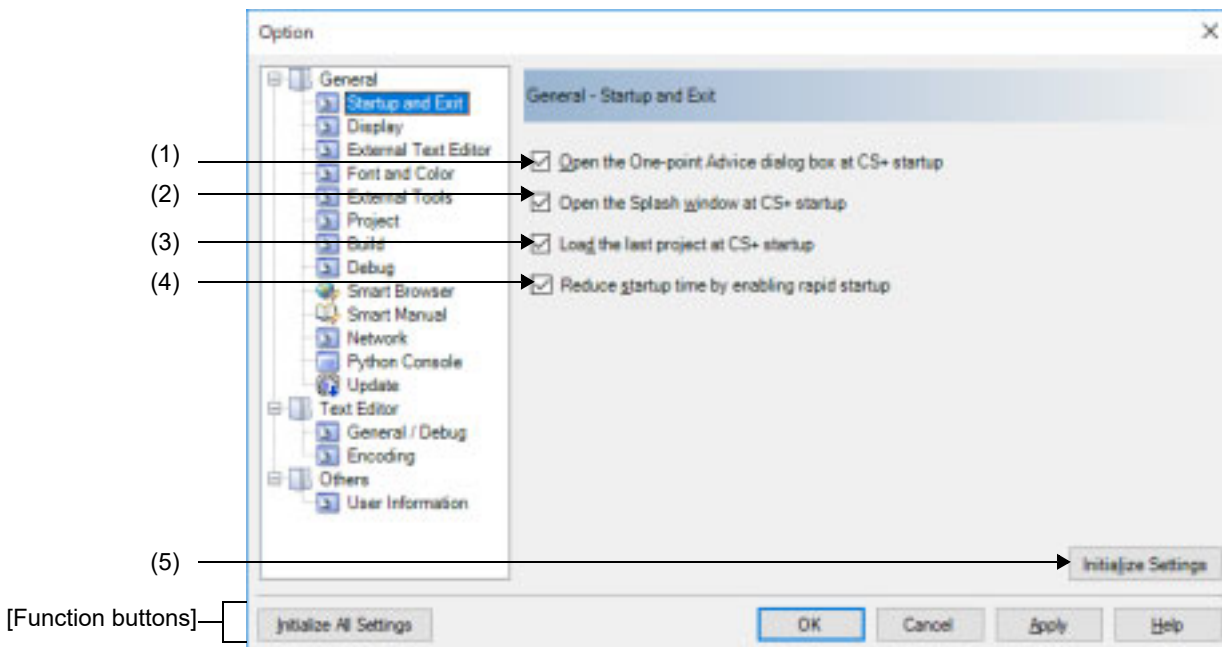 Option
General
Startup and Exit
Display
External Text Editor
Font and Color
External Tools
Project
Build
Debug
Smart Browser
Smart Manual
Network
Python Console
Update
Text Editor
General / Debug
Encoding
Others
User Information
General - Startup and Exit
(1)
Open the One-point Advice dialog box at CS+ startup
(2)
Open the Splash window at CS+ startup
(3)
Load the last project at CS+ startup
(4)
Reduce startup time by enabling rapid startup
(5)
Initialize Settings
[Function buttons]
Initialize All Settings
OK
Cancel
Apply
Help